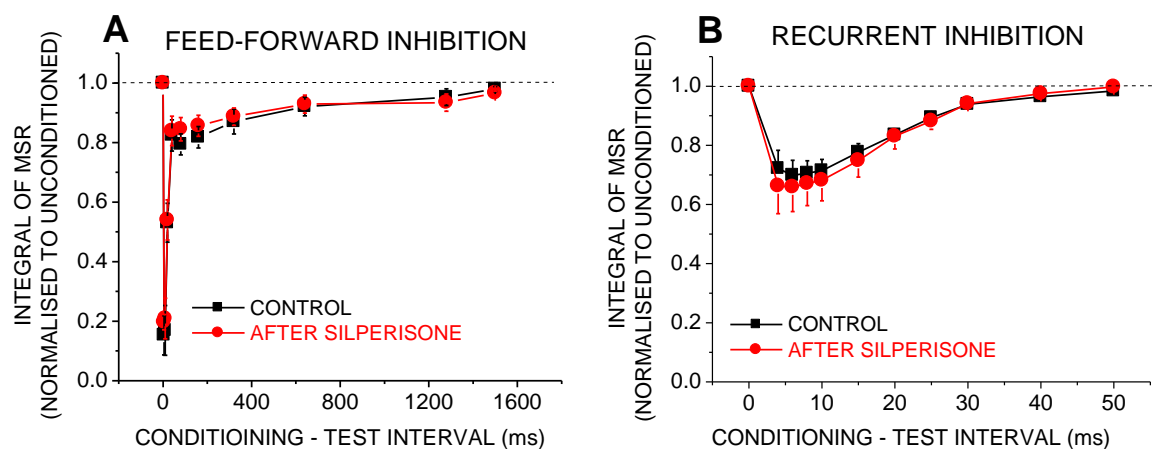 A FEED-FORWARD INHIBITION
INTEGRAL OF MSR
(NORMALISED TO UNCONDITIONED)
1.0
0.8
0.6
0.4
0.2
0.0
CONTROL
AFTER SILPERISONE
0 400 800 1200 1600
CONDITIOINING - TEST INTERVAL (ms)
B RECURRENT INHIBITION
INTEGRAL OF MSR
(NORMALISED TO UNCONDITIONED)
1.0
0.8
0.6
0.4
0.2
0.0
CONTROL
AFTER SILPERISONE
0 10 20 30 40 50
CONDITIOINING - TEST INTERVAL (ms)